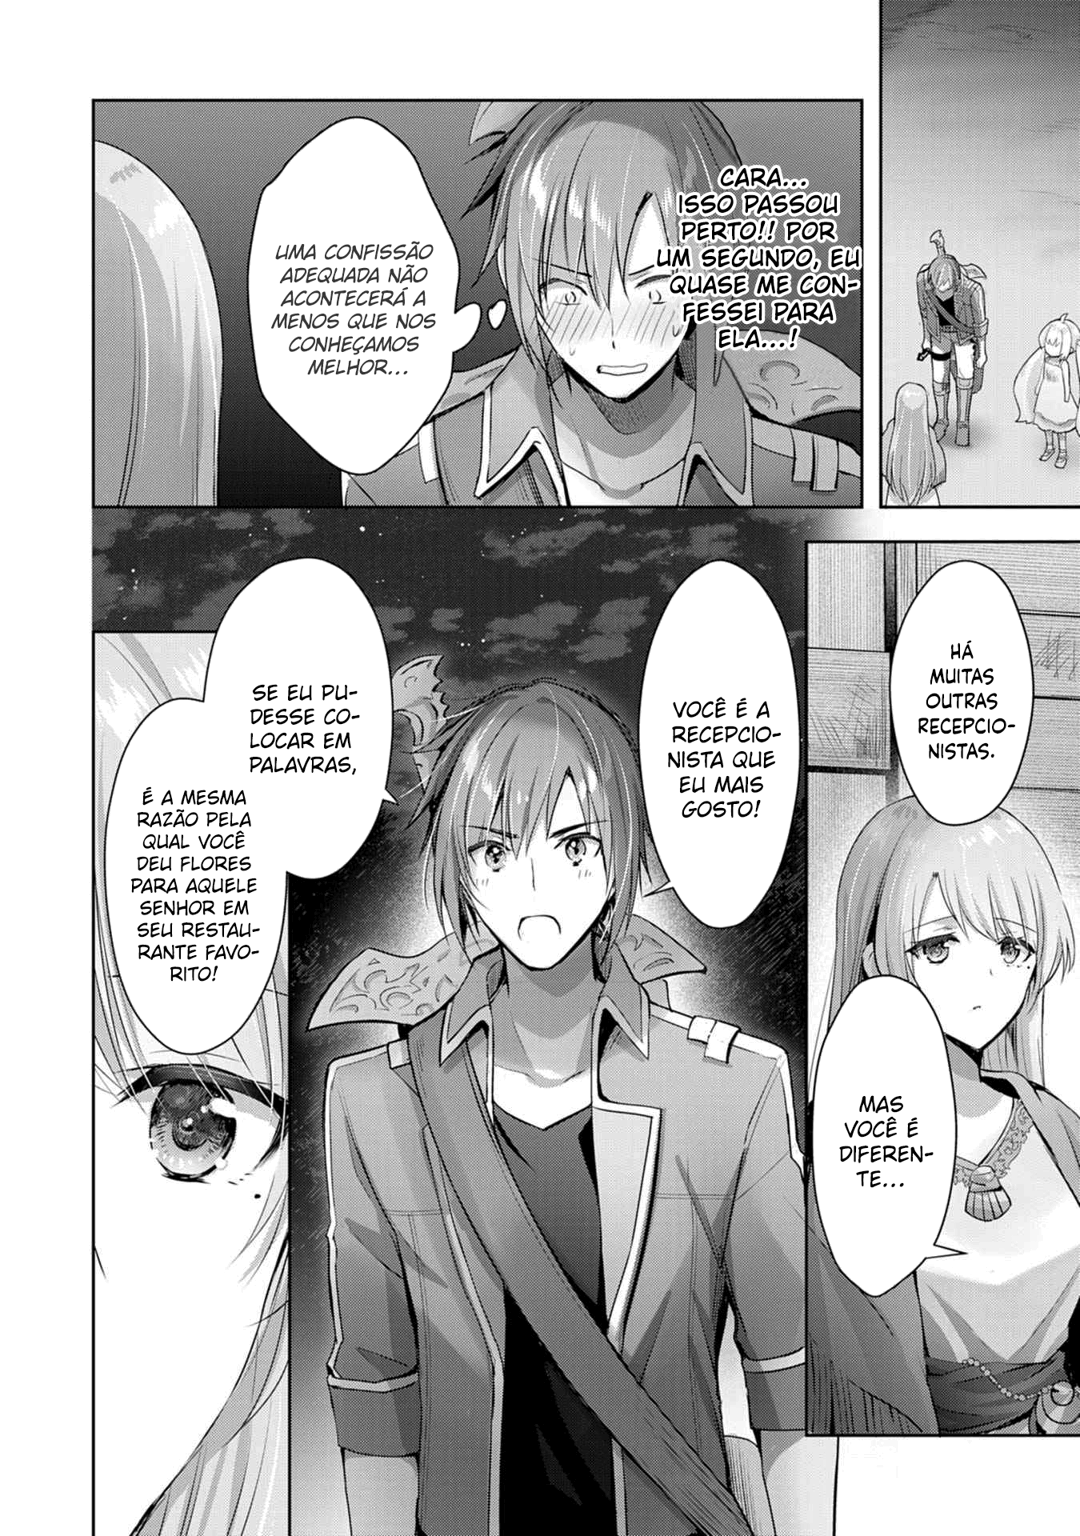 CARA...
ISSO PASSOU
PERTO!! POR
UM SEGUNDO, EU
QUASE ME CON-
FESSEI PARA
ELA...!
UMA CONFISSÃO
ADEQUADA NÃO
ACONTECERÁ A
MENOS QUE NOS
CONHEÇAMOS
MELHOR...
HÁ
MUITAS
OUTRAS
RECEPCIO-
NISTAS.
MAS
VOCÊ É
DIFEREN-
TE...
VOCÊ É A
RECEPCIO-
NISTA QUE
EU MAIS
GOSTO!
SE EU PU-
DESSE CO-
LOCAR EM
PALAVRAS,
É A MESMA
RAZÃO PELA
QUAL VOCÊ
DEU FLORES
PARA AQUELE
SENHOR EM
SEU RESTAU-
RANTE FAVO-
RITO!